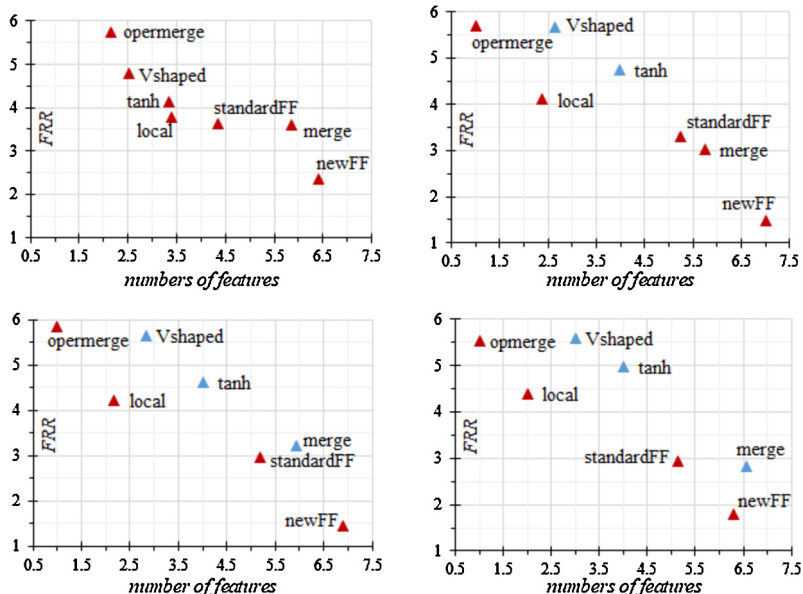 6
opermerge
5
Vshaped
tanh
4
standardFF
local
merge
FRR
3
newFF
2
1
0.5 1.5 2.5 3.5 4.5 5.5 6.5 7.5
numbers of features
6
Vshaped
opermerge
5
tanh
4
local
standardFF
FRR
3
merge
2
newFF
1
0.5 1.5 2.5 3.5 4.5 5.5 6.5 7.5
number of features
6
opermerge
Vshaped
5
tanh
4
local
FRR
merge
3
standardFF
newFF
2
1
0.5 1.5 2.5 3.5 4.5 5.5 6.5 7.5
number of features
6
opmerge
Vshaped
5
tanh
local
4
FRR
standardFF
merge
3
newFF
2
1
0.5 1.5 2.5 3.5 4.5 5.5 6.5 7.5
numbers of features